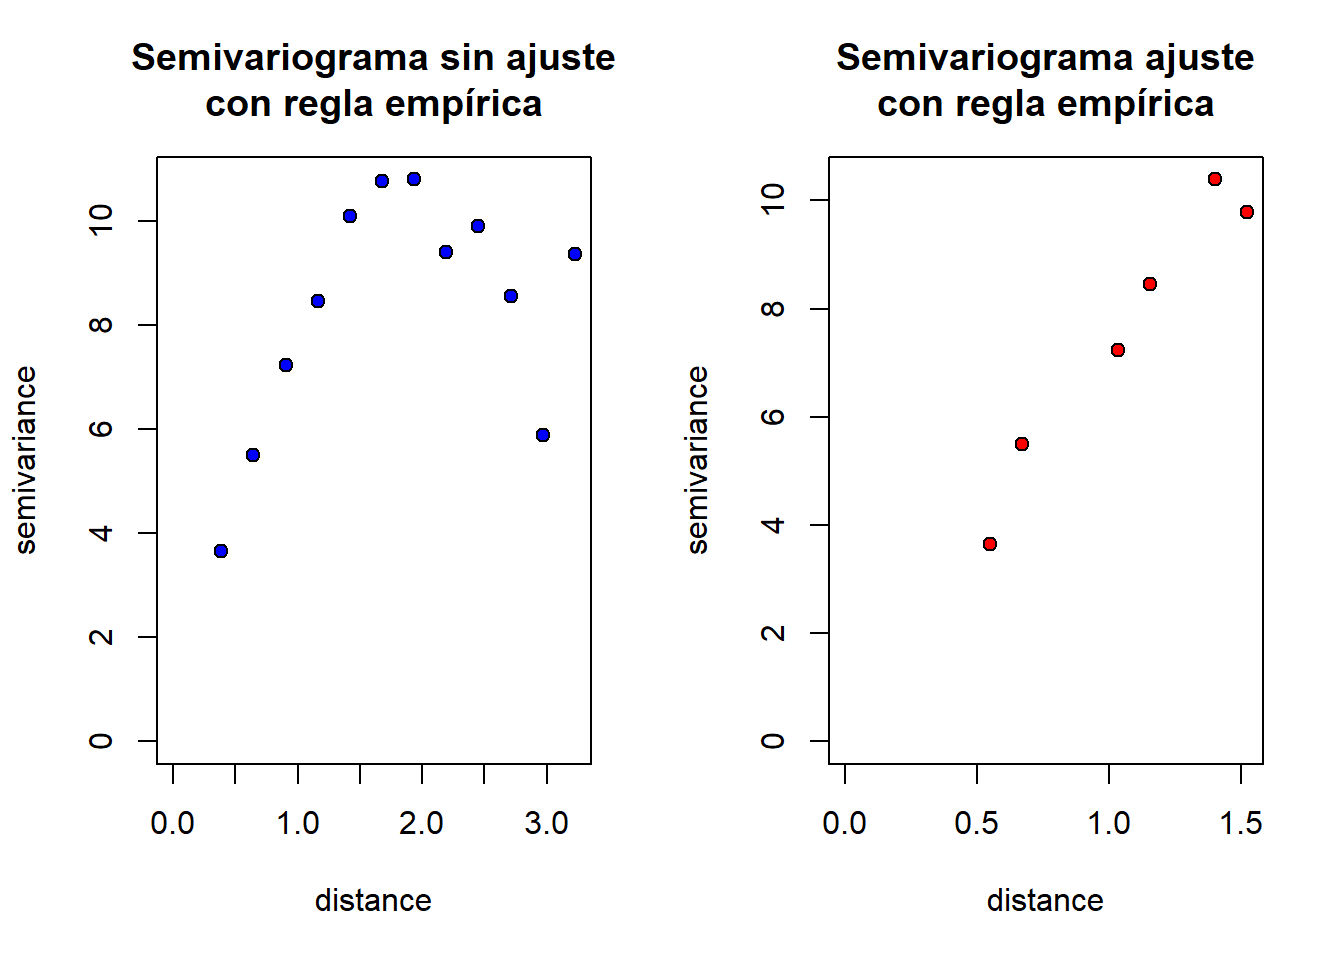 Semivariograma sin ajuste
con regla empírica
semivariance
10
8
6
4
2
0
0.0 1.0 2.0 3.0
distance
Semivariograma ajuste
con regla empírica
semivariance
10
8
6
4
2
0
0.0 0.5 1.0 1.5
distance